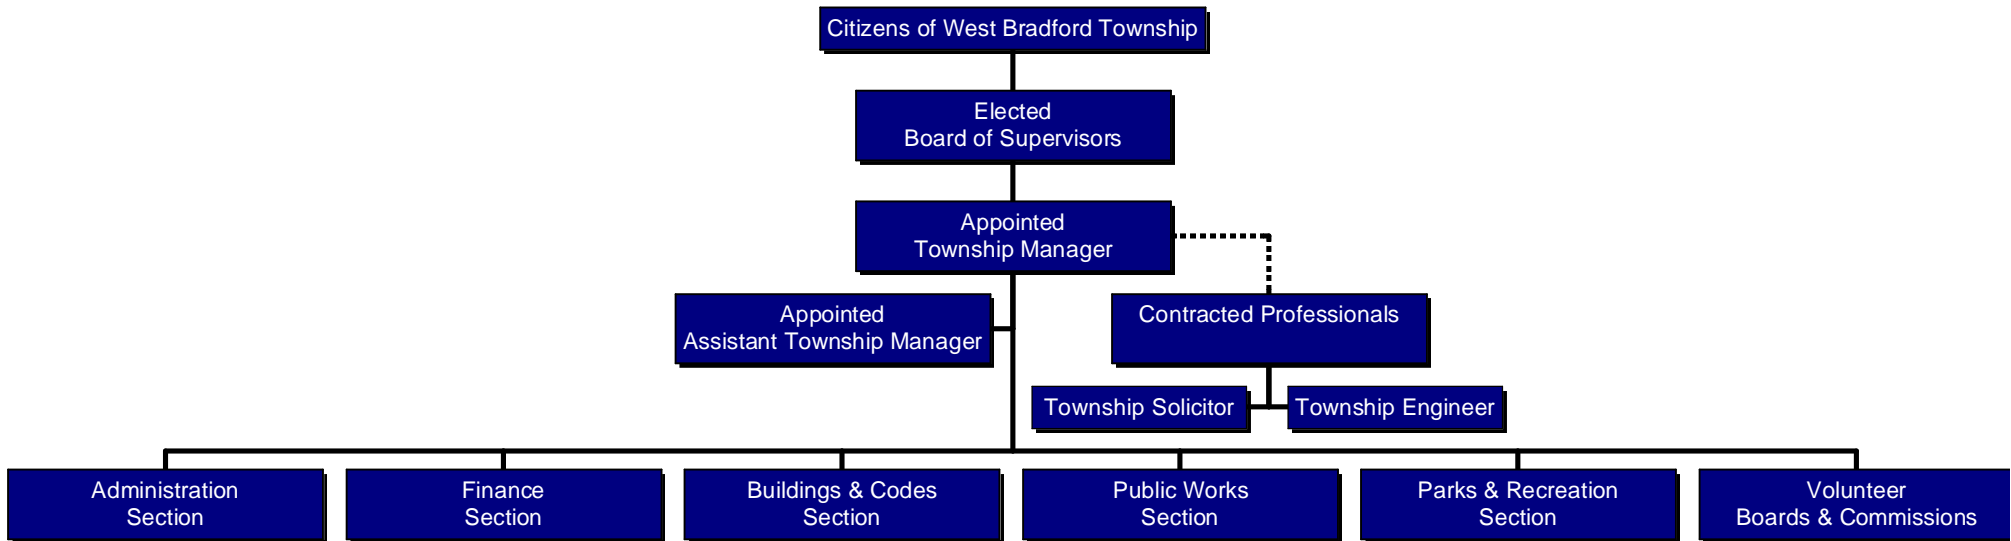 Citizens of West Bradford Township
Elected
Board of Supervisors
Appointed
Township Manager
Appointed
Assistant Township Manager
Contracted Professionals
Township Solicitor
Township Engineer
Administration
Section
Finance
Section
Buildings & Codes
Section
Public Works
Section
Parks & Recreation
Section
Volunteer
Boards & Commissions